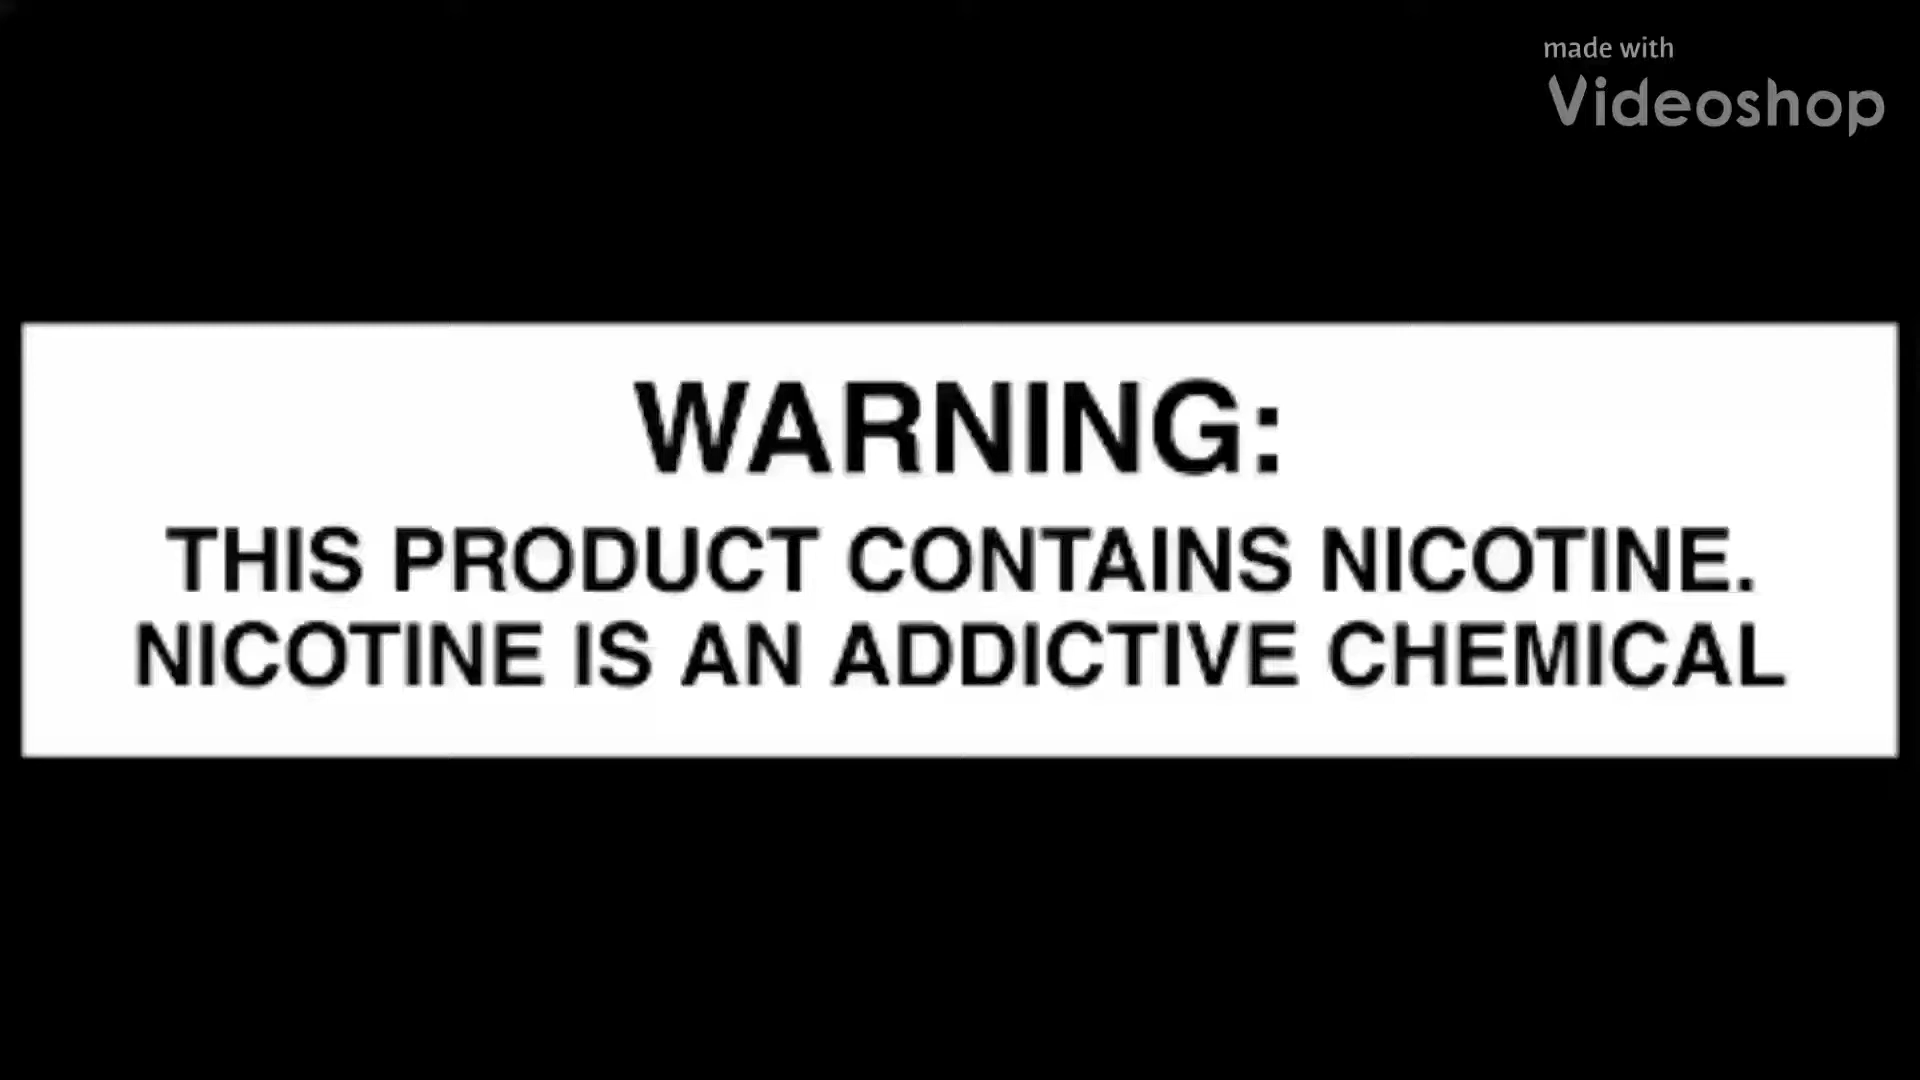 made with
Videoshop
WARNING:
THIS PRODUCT CONTAINS NICOTINE.
NICOTINE IS AN ADDICTIVE CHEMICAL